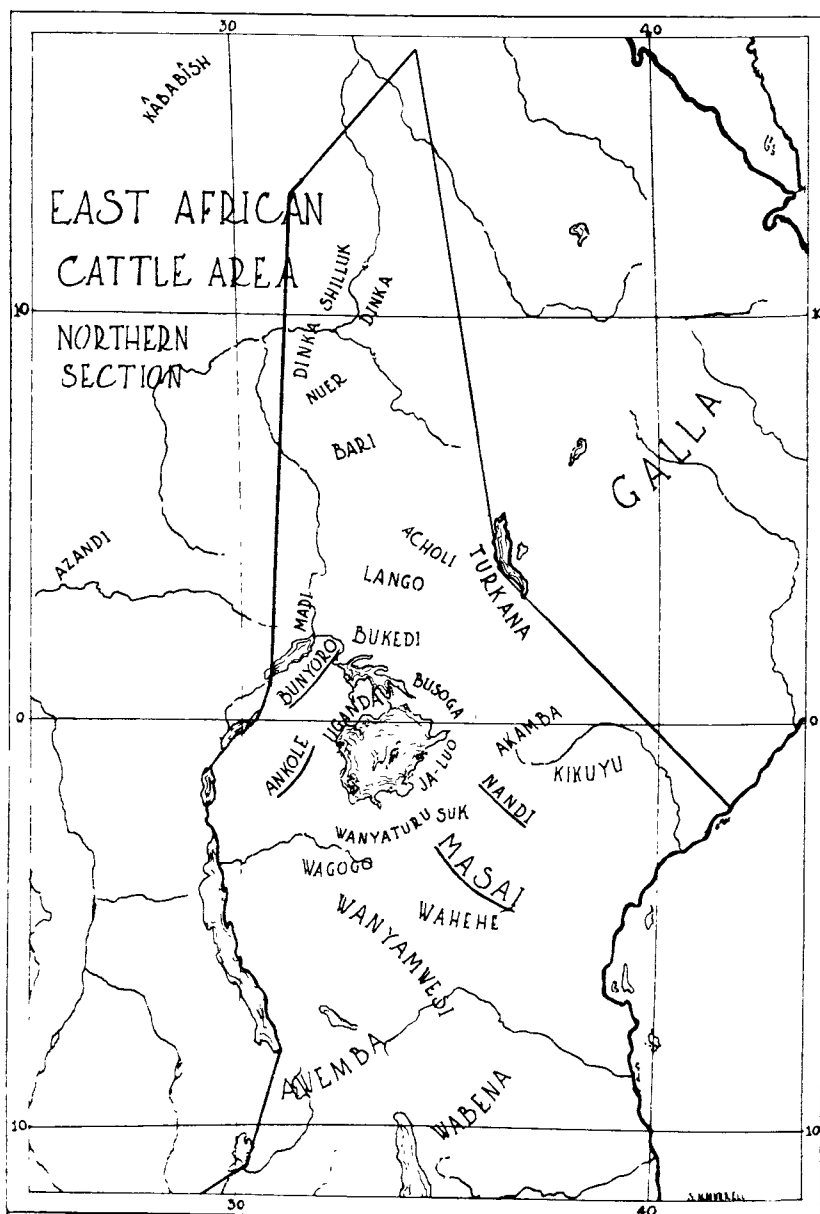 30
40
KÂBABÎSH
EAST AFRICAN
CATTLE AREA
NORTHERN
SECTION
SHILLUK
DINKA
DINKA
10
10
NUER
BARI
GALLA
AZANDI
ACHOLI
TURKANA
LANGO
MADI
BUKEDI
BUNYORO
UGANDA
BUSOGA
0
0
ANKOLE
JA-LUO
AKAMBA
KIKUYU
NANDI
WANYATURU
SUK
WAGOGO
MASAI
WAHEHE
WANYAMWEDI
AWEMBA
WABENA
10
10
30
40